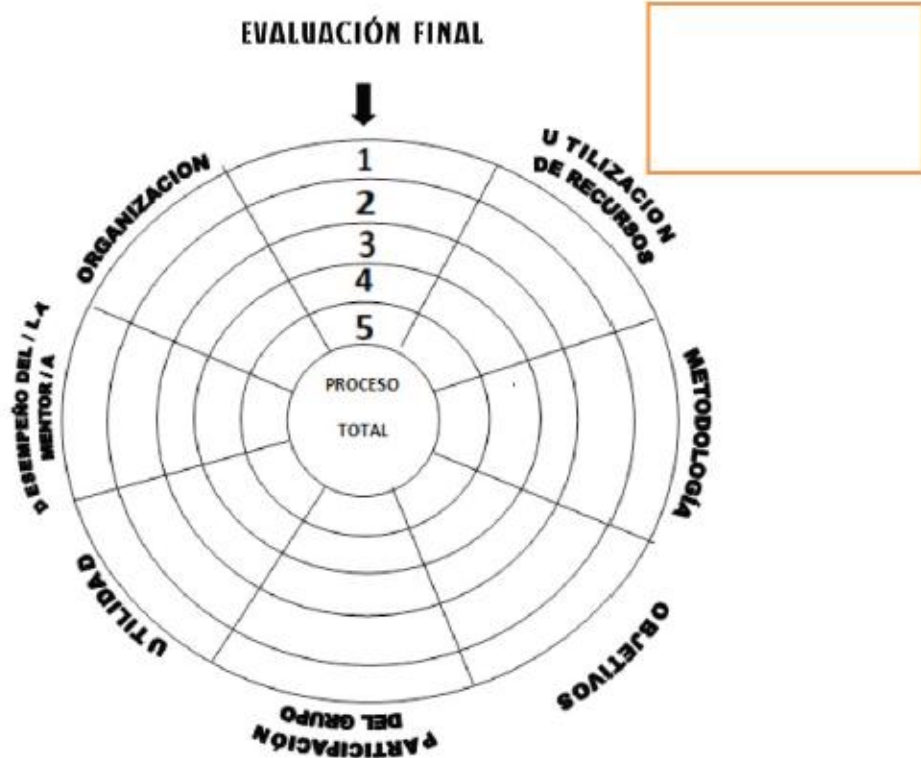 EVALUACIÓN FINAL
1
2
3
4
5
PROCESO
TOTAL
U TILIZACION
DE RECURSOS
METODOLOGÍA
OBJETIVOS
PARTICIPACIÓN
DEL GRUPO
UTILIDAD
D ESEMPEÑO DEL / LA
MENTOR / A
ORGANIZACION